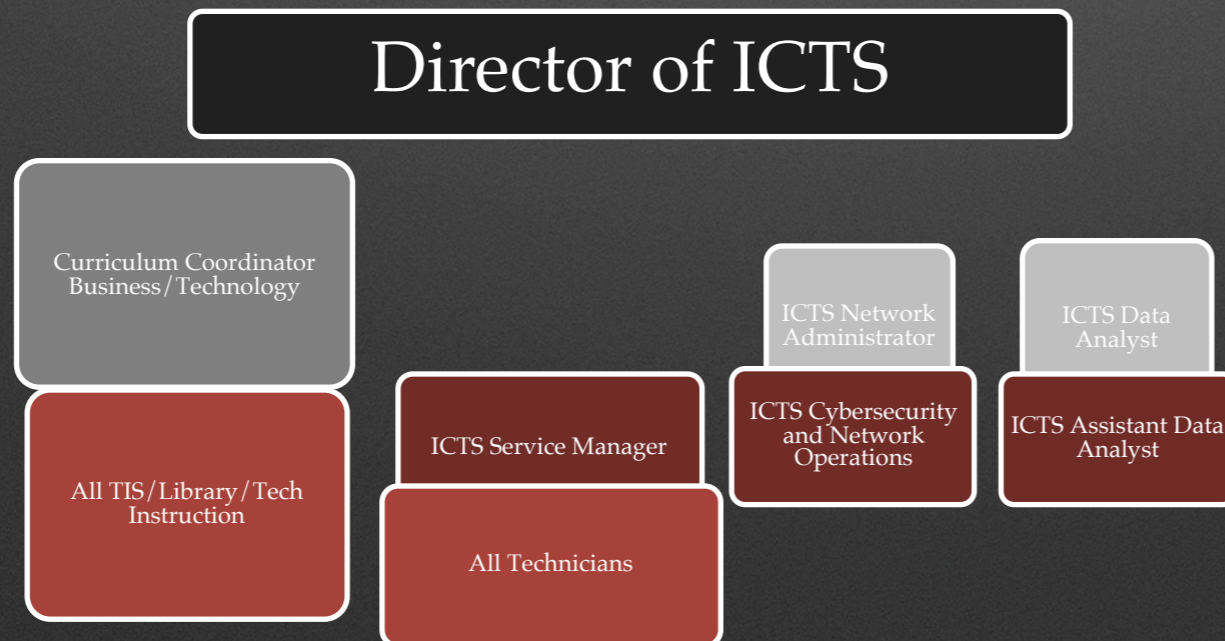 Director of ICTS
Curriculum Coordinator
Business/Technology
All TIS/Library/Tech
Instruction
ICTS Service Manager
All Technicians
ICTS Network
Administrator
ICTS Cybersecurity
and Network
Operations
ICTS Data
Analyst
ICTS Assistant Data
Analyst